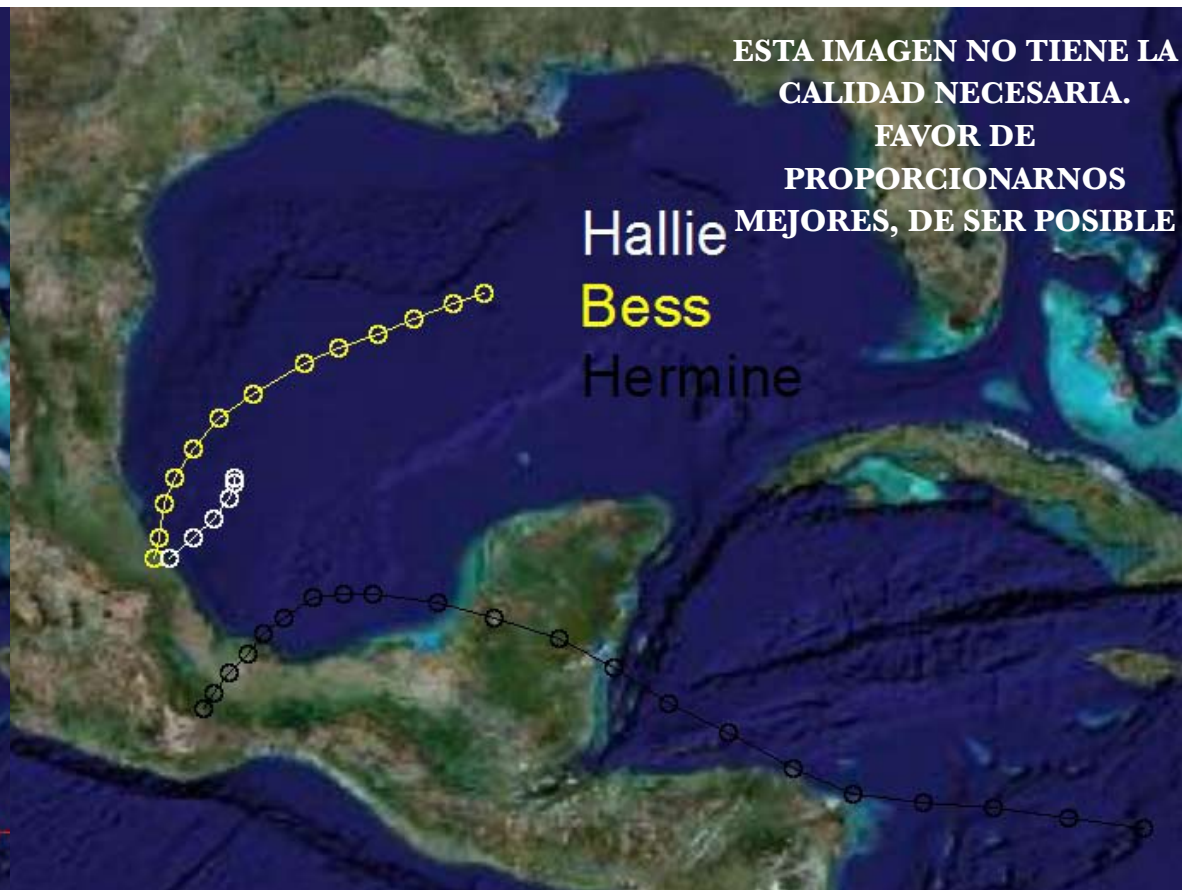 ESTA IMAGEN NO TIENE LA
CALIDAD NECESARIA.
FAVOR DE
PROPORCIONARNOS
MEJORES, DE SER POSIBLE
Hallie
Bess
Hermine